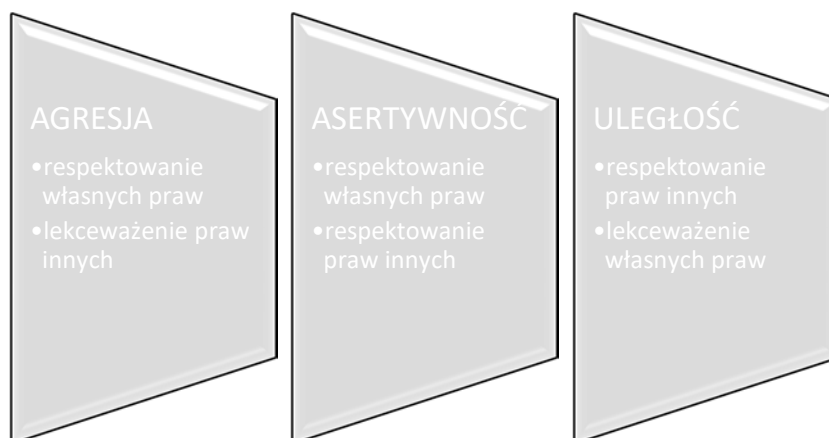 AGRESJA
•respektowanie
własnych praw
•lekceważenie praw
innych
ASERTYWNOŚĆ
•respektowanie
własnych praw
•respektowanie
praw innych
ULEGŁOŚĆ
•respektowanie
praw innych
•lekceważenie
własnych praw